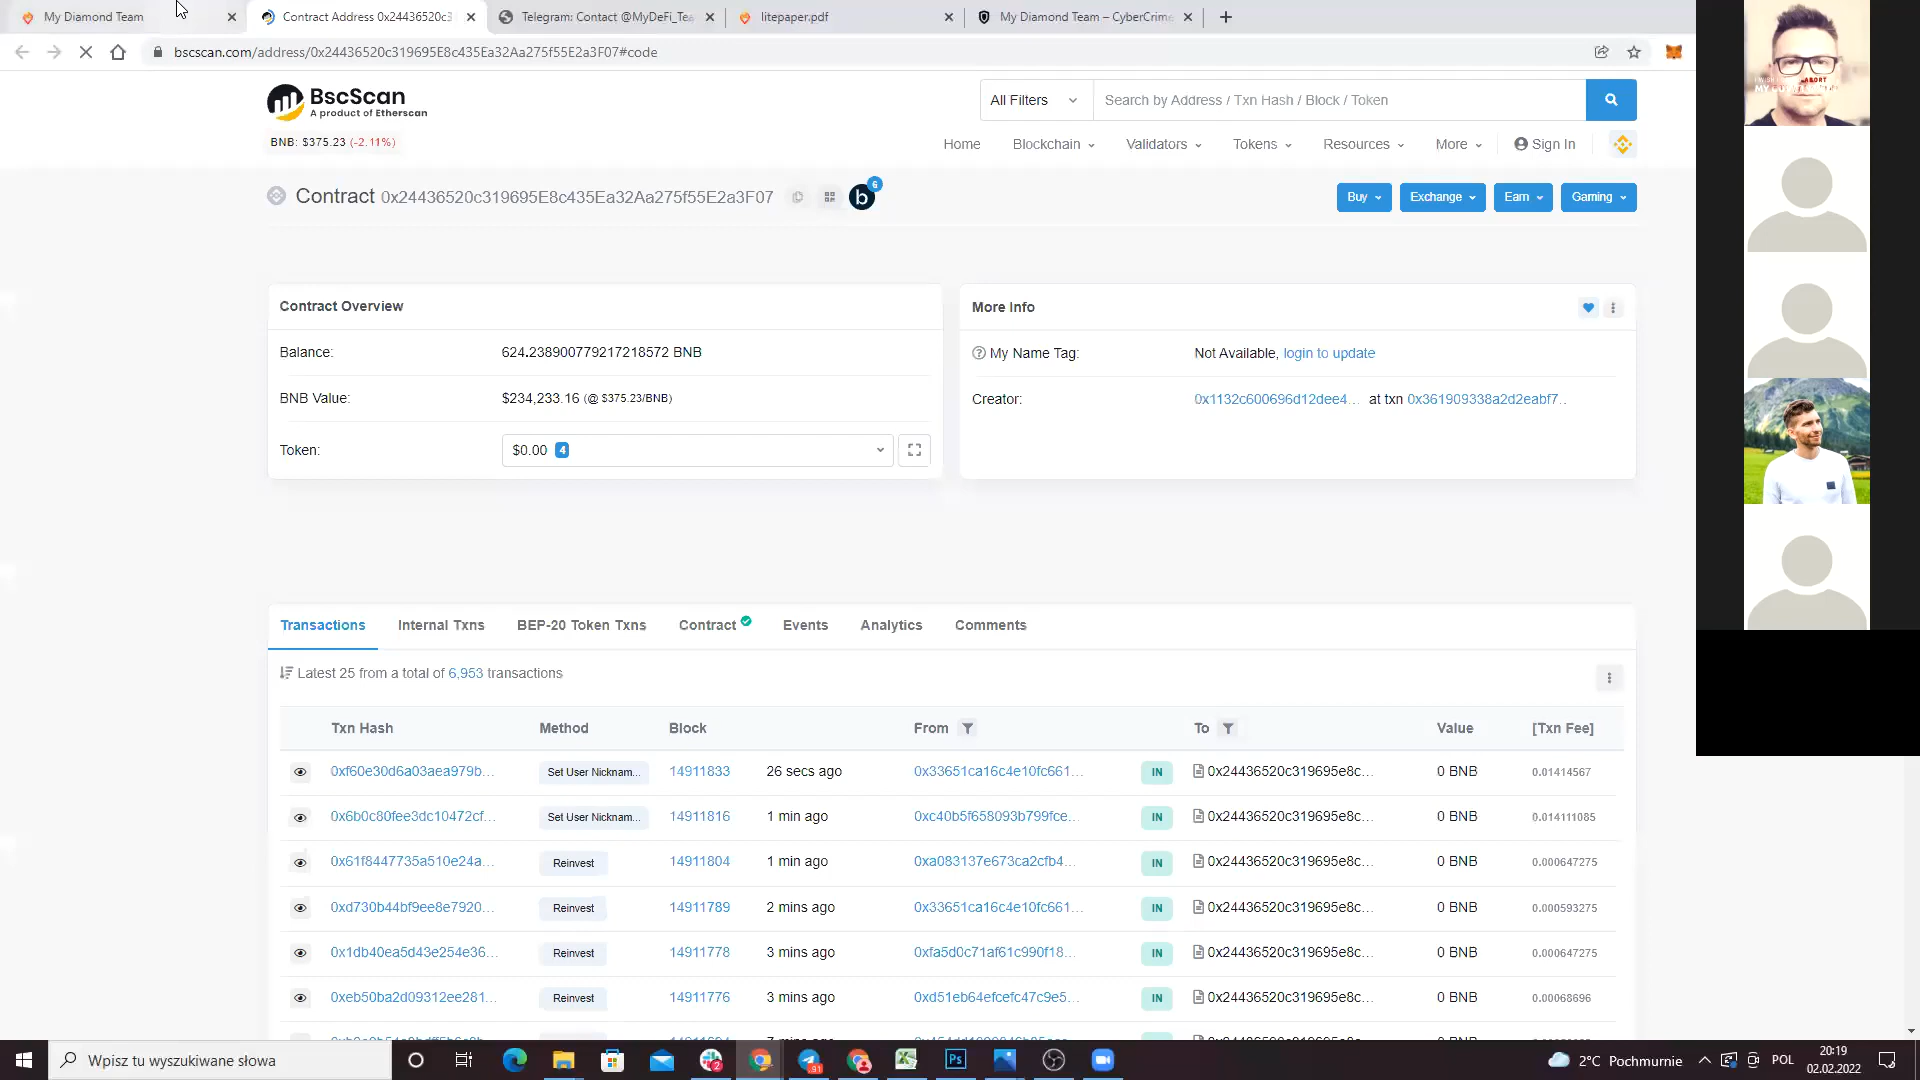 My Diamond Team
Contract Address 0x24436520c3
Telegram: Contact @MyDeFi_Tea
litepaper.pdf
My Diamond Team – CyberCrime
bscscan.com/address/0x24436520c319695E8c435Ea32Aa275f55E2a3F07#code
BscScan
A product of Etherscan
All Filters
Search by Address / Txn Hash / Block / Token
BNB: $375.23 (-2.11%)
Home
Blockchain
Validators
Tokens
Resources
More
Sign In
Contract 0x24436520c319695E8c435Ea32Aa275f55E2a3F07
b
6
Buy
Exchange
Earn
Gaming
Contract Overview
Balance:
624.238900779217218572 BNB
BNB Value:
$234,233.16 (@ $375.23/BNB)
Token:
$0.00 4
More Info
My Name Tag:
Not Available, login to update
Creator:
0x1132c600696d12dee4... at txn 0x361909338a2d2eabf7..
Transactions
Internal Txns
BEP-20 Token Txns
Contract
Events
Analytics
Comments
Latest 25 from a total of 6,953 transactions
Txn Hash Method Block From To Value [Txn Fee]
0xf60e30d6a03aea979b... Set User Nicknam... 14911833 26 secs ago 0x33651ca16c4e10fc661... IN 0x24436520c319695e8c... 0 BNB 0.01414567
0x6b0c80fee3dc10472cf... Set User Nicknam... 14911816 1 min ago 0xc40b5f658093b799fce... IN 0x24436520c319695e8c... 0 BNB 0.014111085
0x61f8447735a510e24a... Reinvest 14911804 1 min ago 0xa083137e673ca2cfb4... IN 0x24436520c319695e8c... 0 BNB 0.000647275
0xd730b44bf9ee8e7920... Reinvest 14911789 2 mins ago 0x33651ca16c4e10fc661... IN 0x24436520c319695e8c... 0 BNB 0.000593275
0x1db40ea5d43e254e36... Reinvest 14911778 3 mins ago 0xfa5d0c71af61c990f18... IN 0x24436520c319695e8c... 0 BNB 0.000647275
0xeb50ba2d09312ee281... Reinvest 14911776 3 mins ago 0xd51eb64efcefc47c9e5... IN 0x24436520c319695e8c... 0 BNB 0.00068696
Wpisz tu wyszukiwane słowa
2
91
Ps
2°C Pochmurnie
POL
20:19
02.02.2022